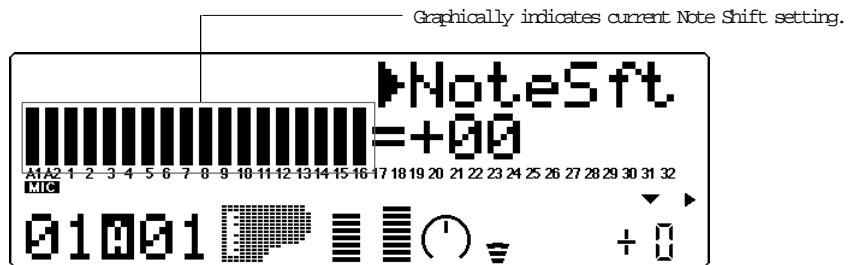 Graphically indicates current Note Shift setting.
▶NoteSft
=+00
A1 A2 1 2 3 4 5 6 7 8 9 10 11 12 13 14 15 16 17 18 19 20 21 22 23 24 25 26 27 28 29 30 31 32
MIC
01A01 + 0